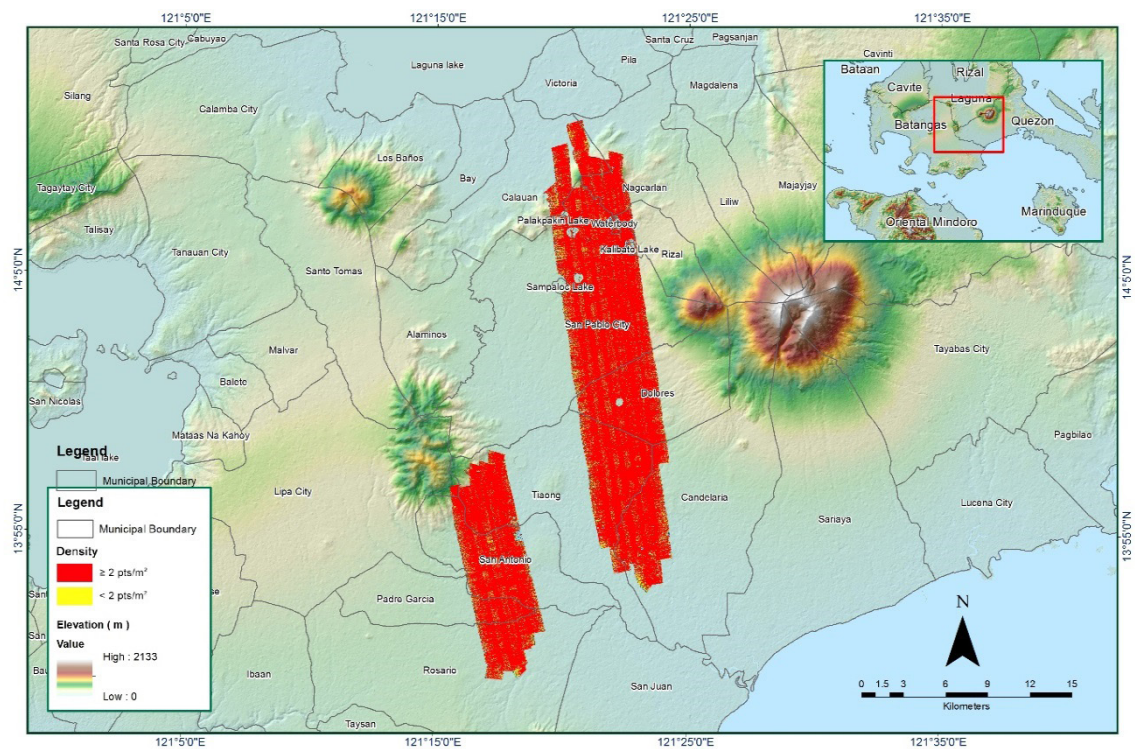 121°5'0"E 121°15'0"E 121°25'0"E 121°35'0"E
Santa Rosa City
Cabuyao
Laguna lake
Santa Cruz
Pagsanjan
Pila
Victoria
Magdalena
Cavinti
Silang
Calamba City
Los Baños
Bay
Calauan
Nagcarlan
Liliw
Majayjay
Tagaytay City
Talisay
Palakpakin Lake
Waterbody
Kalibato Lake
Rizal
Tanauan City
Santo Tomas
Sampaloc Lake
San Pablo City
14°5'0"N
14°5'0"N
Alaminos
Malvar
Tayabas City
Balete
San Nicolas
Dolores
Mataas Na Kahoy
Pagbilao
Lipa City
Tiaong
Candelaria
Lucena City
Sariaya
13°55'0"N
13°55'0"N
San Antonio
Padre Garcia
Rosario
Ibaan
San Juan
Taysan
Bataan
Rizal
Cavite
Laguna
Batangas
Quezon
Oriental Mindoro
Marinduque
Legend
Municipal Boundary
Legend
Municipal Boundary
Density
≥ 2 pts/m²
< 2 pts/m²
Elevation ( m )
Value
High : 2133
Low : 0
N
0 1.5 3 6 9 12 15
Kilometers
121°5'0"E 121°15'0"E 121°25'0"E 121°35'0"E